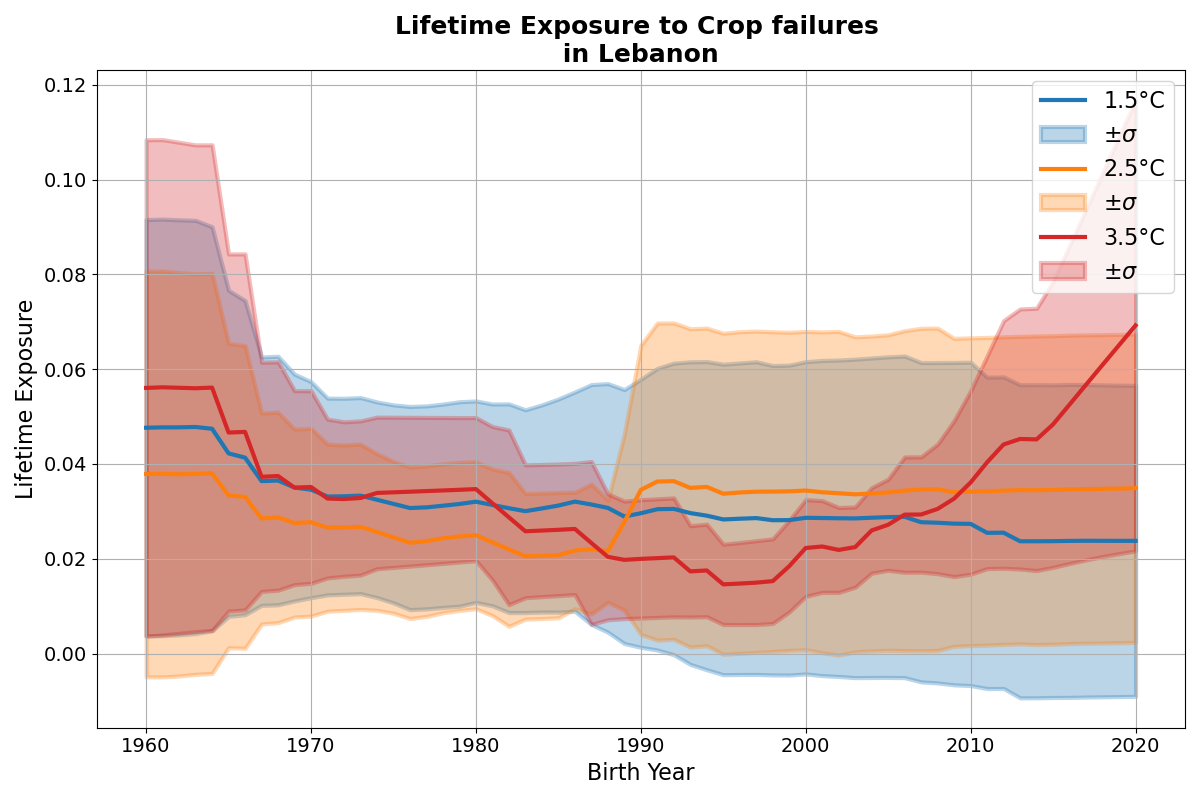 Lifetime Exposure to Crop failures
in Lebanon
0.12
0.10
0.08
0.06
0.04
0.02
0.00
Lifetime Exposure
1960
1970
1980
1990
2000
2010
2020
Birth Year
1.5°C
±σ
2.5°C
±σ
3.5°C
±σ